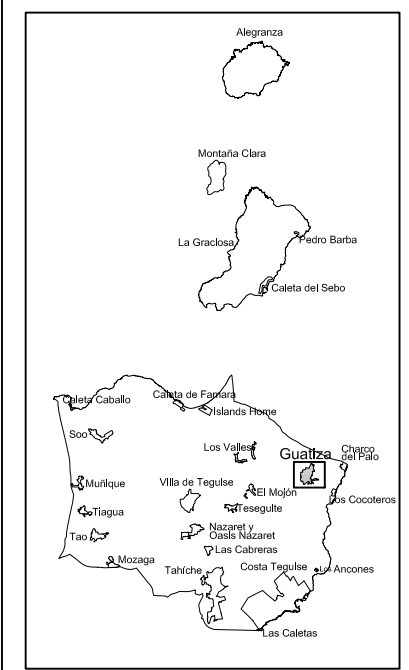 Alegranza
Montaña Clara
La Graciosa
Pedro Barba
Caleta del Sebo
Caleta Caballo
Caleta de Famara
Islands Home
Soo
Los Valles
Guatiza
Charco
del Palo
Muñique
Villa de Teguise
El Mojón
Los Cocoteros
Tiagua
Teseguite
Tao
Nazaret y
Oasis Nazaret
Las Cabreras
Mozaga
Tahíche
Costa Teguise
Los Ancones
Las Caletas